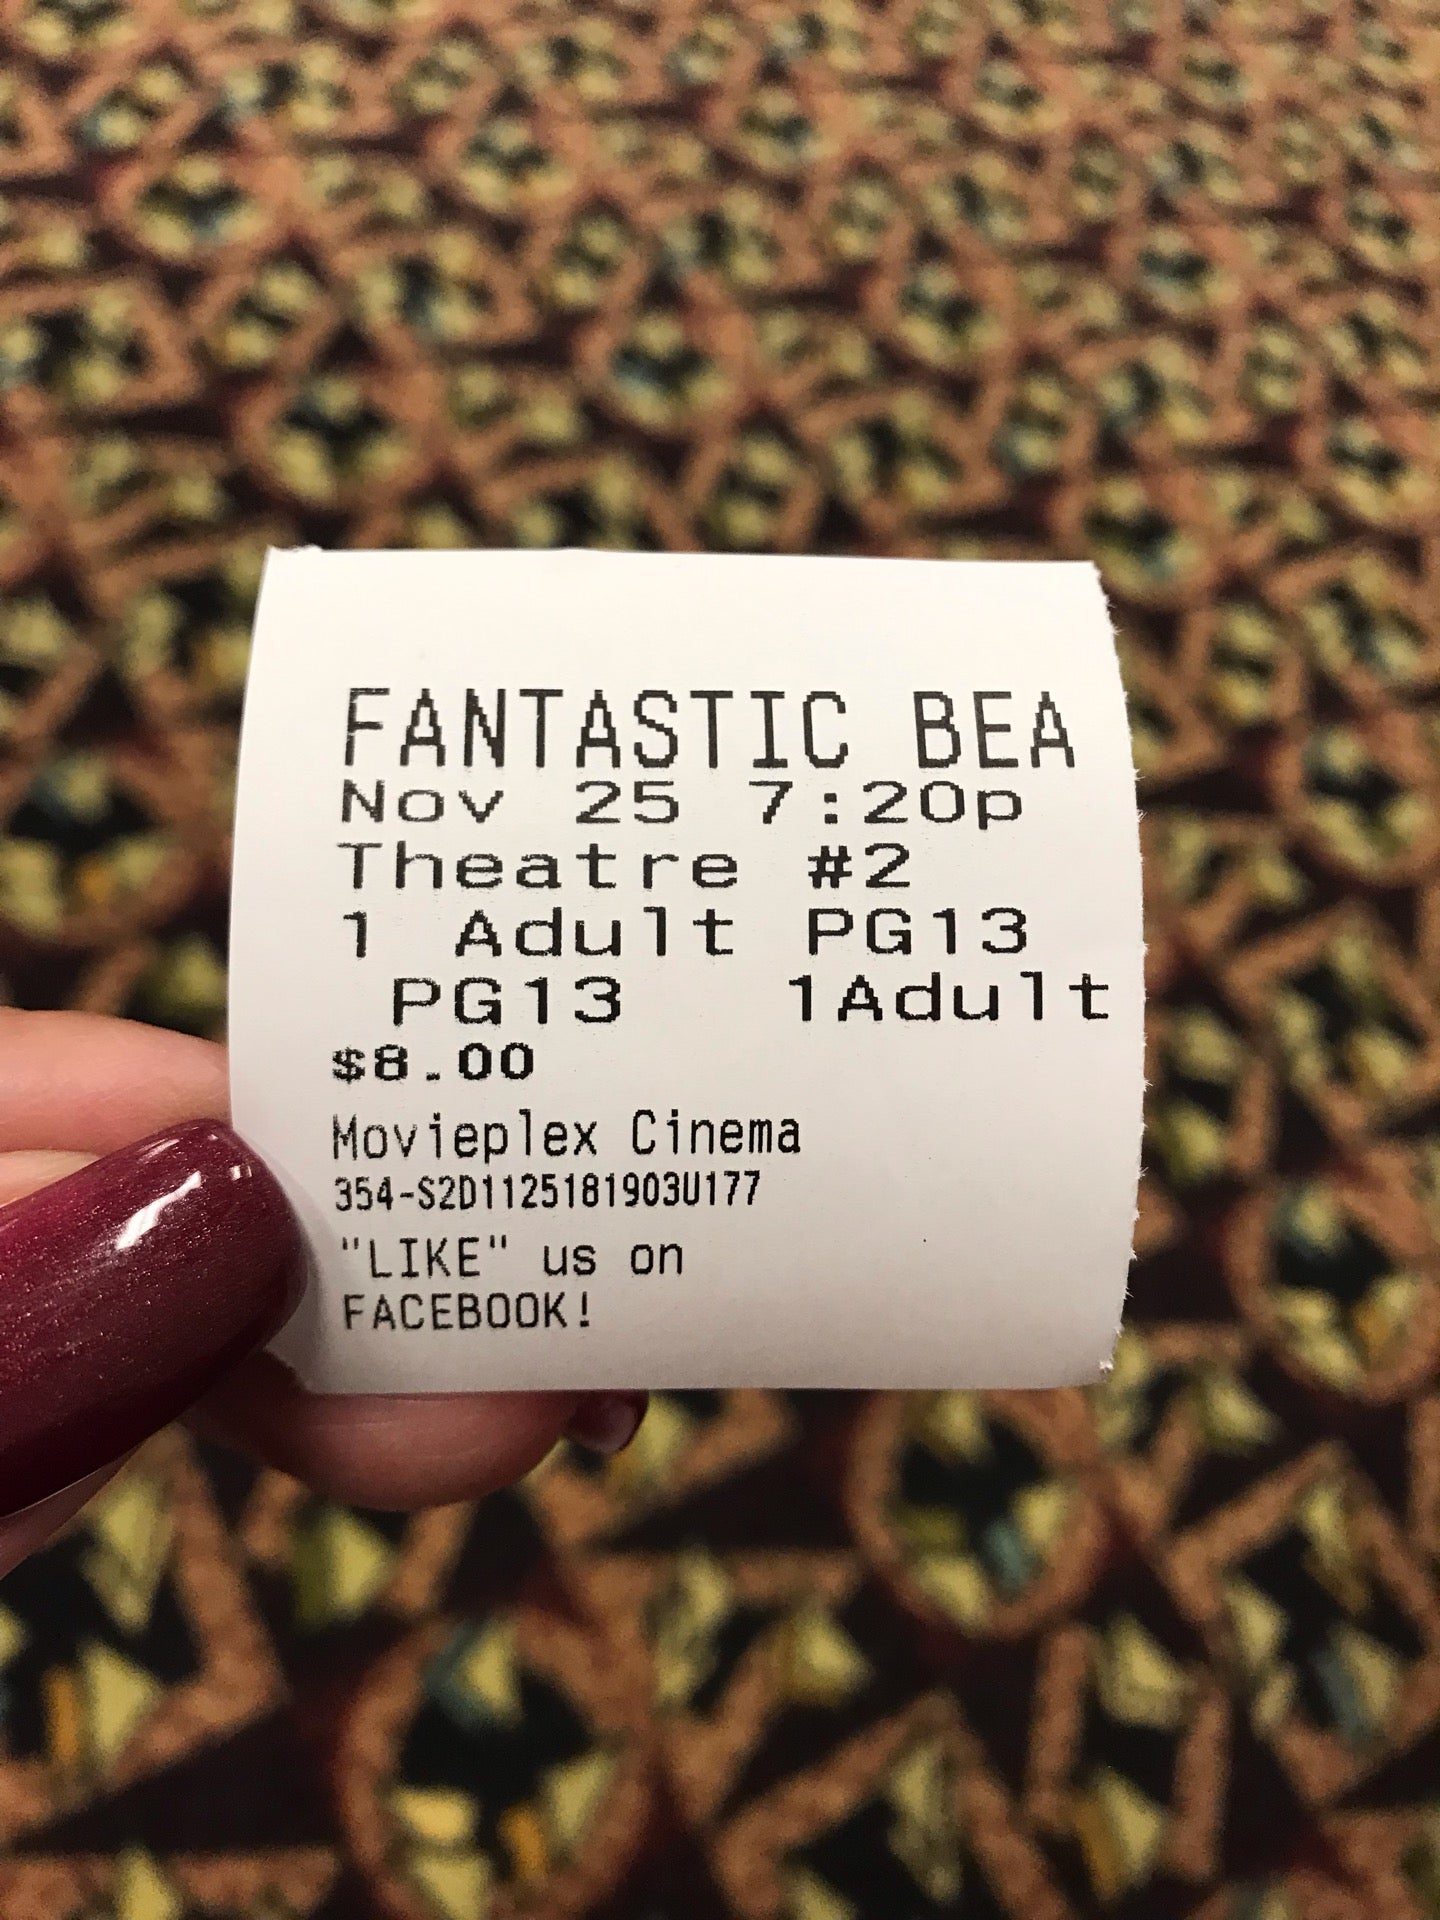 FANTASTIC BEA
Nov 25 7:20p
Theatre #2
1 Adult PG13
PG13 1Adult
$8.00
Movieplex Cinema
354-S2D1125181903U177
"LIKE" us on
FACEBOOK!